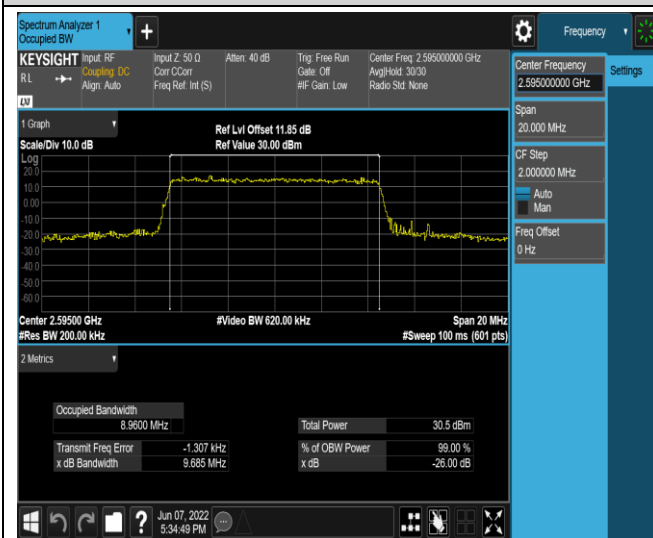 Spectrum Analyzer 1
Occupied BW
+
Frequency
KEYSIGHT
RL
LXI
Input: RF
Coupling: DC
Align: Auto
Input Z: 50 Ω
Corr CCorr
Freq Ref: Int (S)
Atten: 40 dB
Trig: Free Run
Gate: Off
#IF Gain: Low
Center Freq: 2.595000000 GHz
Avg|Hold: 30/30
Radio Std: None
Center Frequency
2.595000000 GHz
Settings
Span
20.000 MHz
CF Step
2.000000 MHz
Auto
Man
Freq Offset
0 Hz
1 Graph
Scale/Div 10.0 dB
Ref Lvl Offset 11.85 dB
Ref Value 30.00 dBm
Log
20.0
10.0
0.00
-10.0
-20.0
-30.0
-40.0
-50.0
-60.0
Center 2.59500 GHz
#Res BW 200.00 kHz
#Video BW 620.00 kHz
Span 20 MHz
#Sweep 100 ms (601 pts)
2 Metrics
Occupied Bandwidth
8.9600 MHz
Total Power 30.5 dBm
Transmit Freq Error -1.307 kHz
% of OBW Power 99.00 %
x dB Bandwidth 9.685 MHz
x dB -26.00 dB
?
Jun 07, 2022
5:34:49 PM